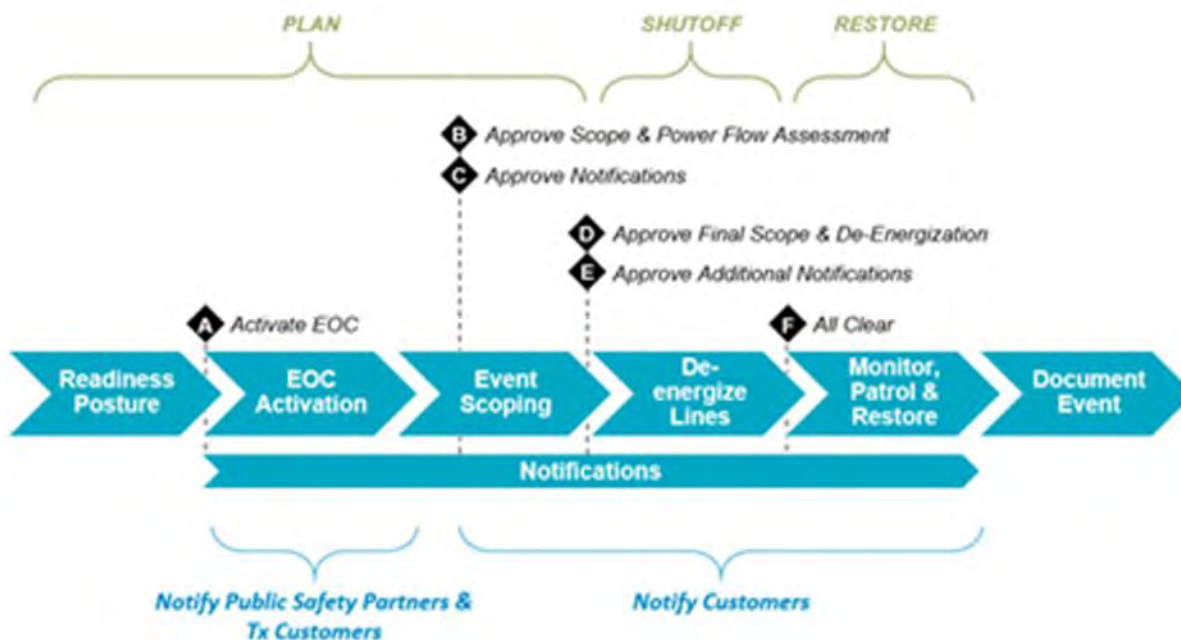 PLAN SHUTOFF RESTORE
B Approve Scope & Power Flow Assessment
C Approve Notifications
D Approve Final Scope & De-Energization
E Approve Additional Notifications
A Activate EOC
F All Clear
Readiness
Posture
EOC
Activation
Event
Scoping
De-
energize
Lines
Monitor,
Patrol &
Restore
Document
Event
Notifications
Notify Public Safety Partners &
Tx Customers
Notify Customers